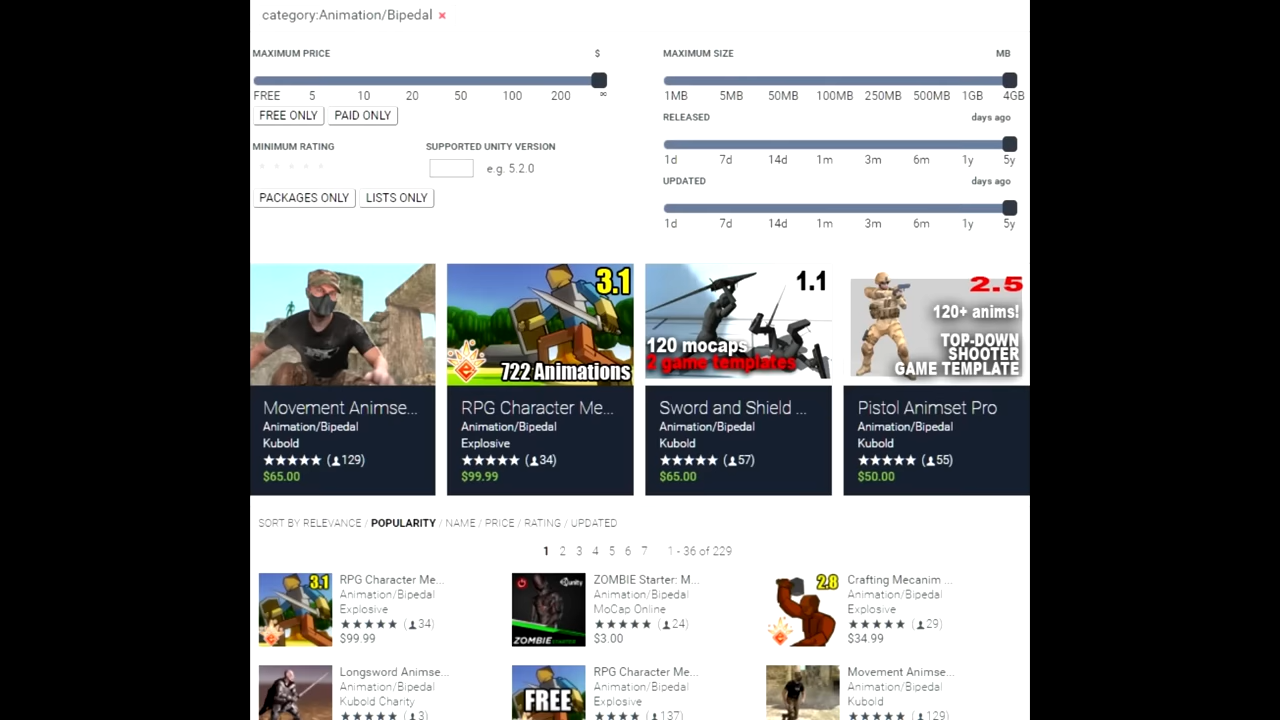 category:Animation/Bipedal ×
MAXIMUM PRICE $
FREE 5 10 20 50 100 200 ∞
FREE ONLY PAID ONLY
MINIMUM RATING
SUPPORTED UNITY VERSION
e.g. 5.2.0
PACKAGES ONLY LISTS ONLY
MAXIMUM SIZE MB
1MB 5MB 50MB 100MB 250MB 500MB 1GB 4GB
RELEASED days ago
1d 7d 14d 1m 3m 6m 1y 5y
UPDATED days ago
1d 7d 14d 1m 3m 6m 1y 5y
Movement Animse...
Animation/Bipedal
Kubold
★★★★★ (129)
$65.00
3.1
722 Animations
RPG Character Me...
Animation/Bipedal
Explosive
★★★★★ (34)
$99.99
1.1
120 mocaps
2 game templates
Sword and Shield ...
Animation/Bipedal
Kubold
★★★★★ (57)
$65.00
2.5
120+ anims!
TOP-DOWN
SHOOTER
GAME TEMPLATE
Pistol Animset Pro
Animation/Bipedal
Kubold
★★★★★ (55)
$50.00
SORT BY RELEVANCE / POPULARITY / NAME / PRICE / RATING / UPDATED
1 2 3 4 5 6 7 1 - 36 of 229
3.1
RPG Character Me...
Animation/Bipedal
Explosive
★★★★★ (34)
$99.99
unity
ZOMBIE STARTER
ZOMBIE Starter: M...
Animation/Bipedal
MoCap Online
★★★★★ (24)
$3.00
2.8
Crafting Mecanim ...
Animation/Bipedal
Explosive
★★★★★ (29)
$34.99
Longsword Animse...
Animation/Bipedal
Kubold Charity
★★★★★ (3)
FREE
RPG Character Me...
Animation/Bipedal
Explosive
★★★★ (137)
Movement Animse...
Animation/Bipedal
Kubold
★★★★★ (129)